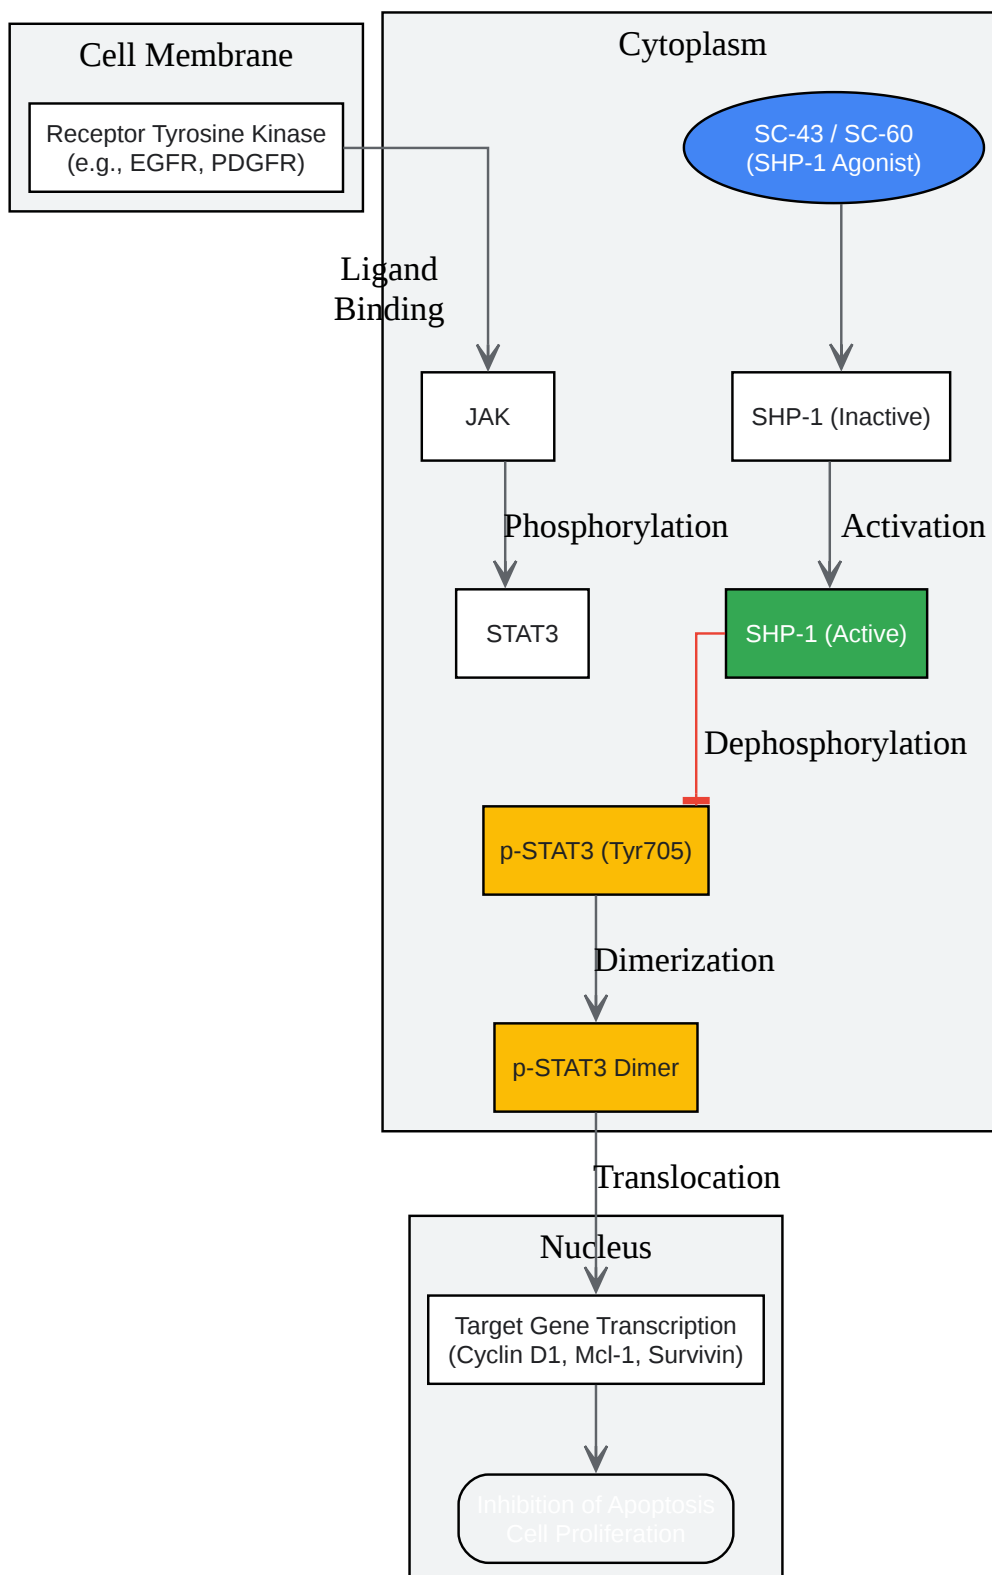 Cell Membrane
Receptor Tyrosine Kinase
(e.g., EGFR, PDGFR)
Cytoplasm
SC-43 / SC-60
(SHP-1 Agonist)
Ligand
Binding
JAK
SHP-1 (Inactive)
Phosphorylation
Activation
STAT3
SHP-1 (Active)
Dephosphorylation
p-STAT3 (Tyr705)
Dimerization
p-STAT3 Dimer
Translocation
Nucleus
Target Gene Transcription
(Cyclin D1, Mcl-1, Survivin)
Inhibition of Apoptosis
Cell Proliferation